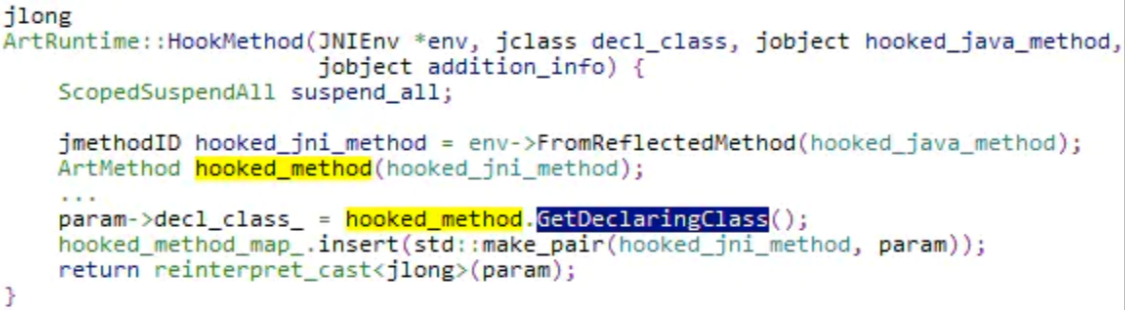 jlong
ArtRuntime::HookMethod(JNIEnv *env, jclass decl_class, jobject hooked_java_method,
jobject addition_info) {
ScopedSuspendAll suspend_all;
jmethodID hooked_jni_method = env->FromReflectedMethod(hooked_java_method);
ArtMethod hooked_method(hooked_jni_method);
...
param->decl_class_ = hooked_method.GetDeclaringClass();
hooked_method_map_.insert(std::make_pair(hooked_jni_method, param));
return reinterpret_cast<jlong>(param);
}